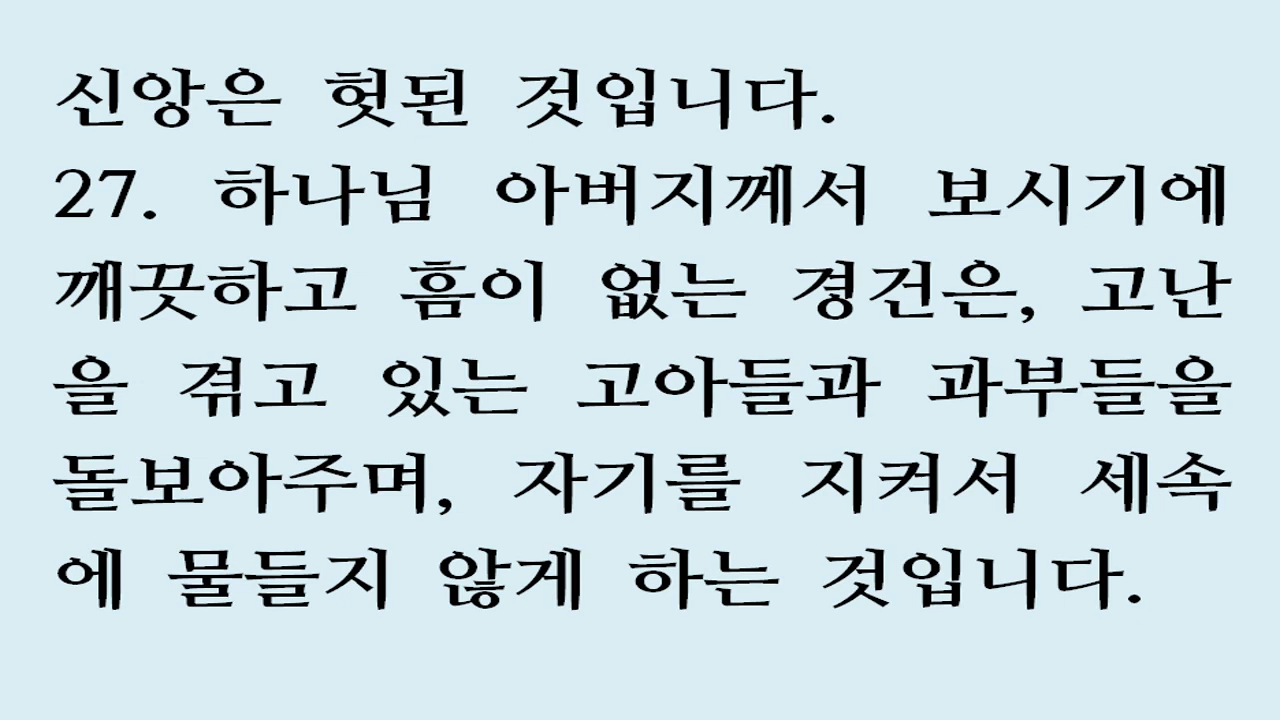 신앙은 헛된 것입니다.
27. 하나님 아버지께서 보시기에
깨끗하고 흠이 없는 경건은, 고난
을 겪고 있는 고아들과 과부들을
돌보아주며, 자기를 지켜서 세속
에 물들지 않게 하는 것입니다.